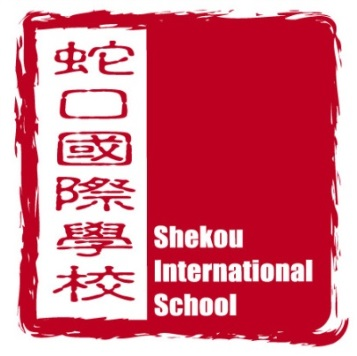 蛇口國際學校
Shekou
International
School